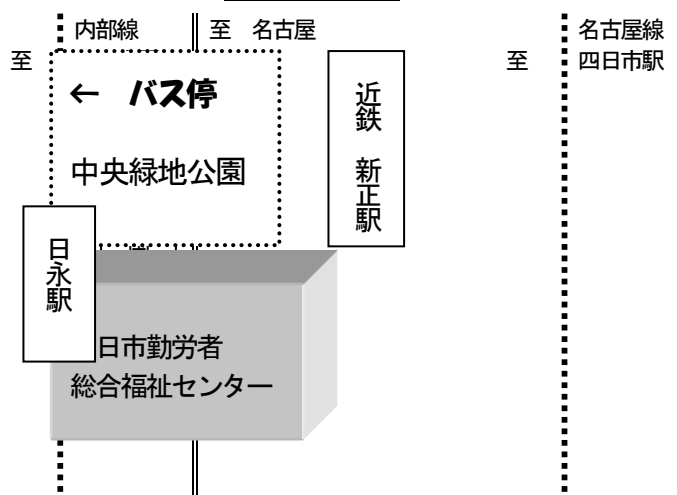 内部線
至 名古屋
名古屋線
至
至
四日市駅
← バス停
中央緑地公園
近鉄 新正駅
日永駅
日市勤労者
総合福祉センター